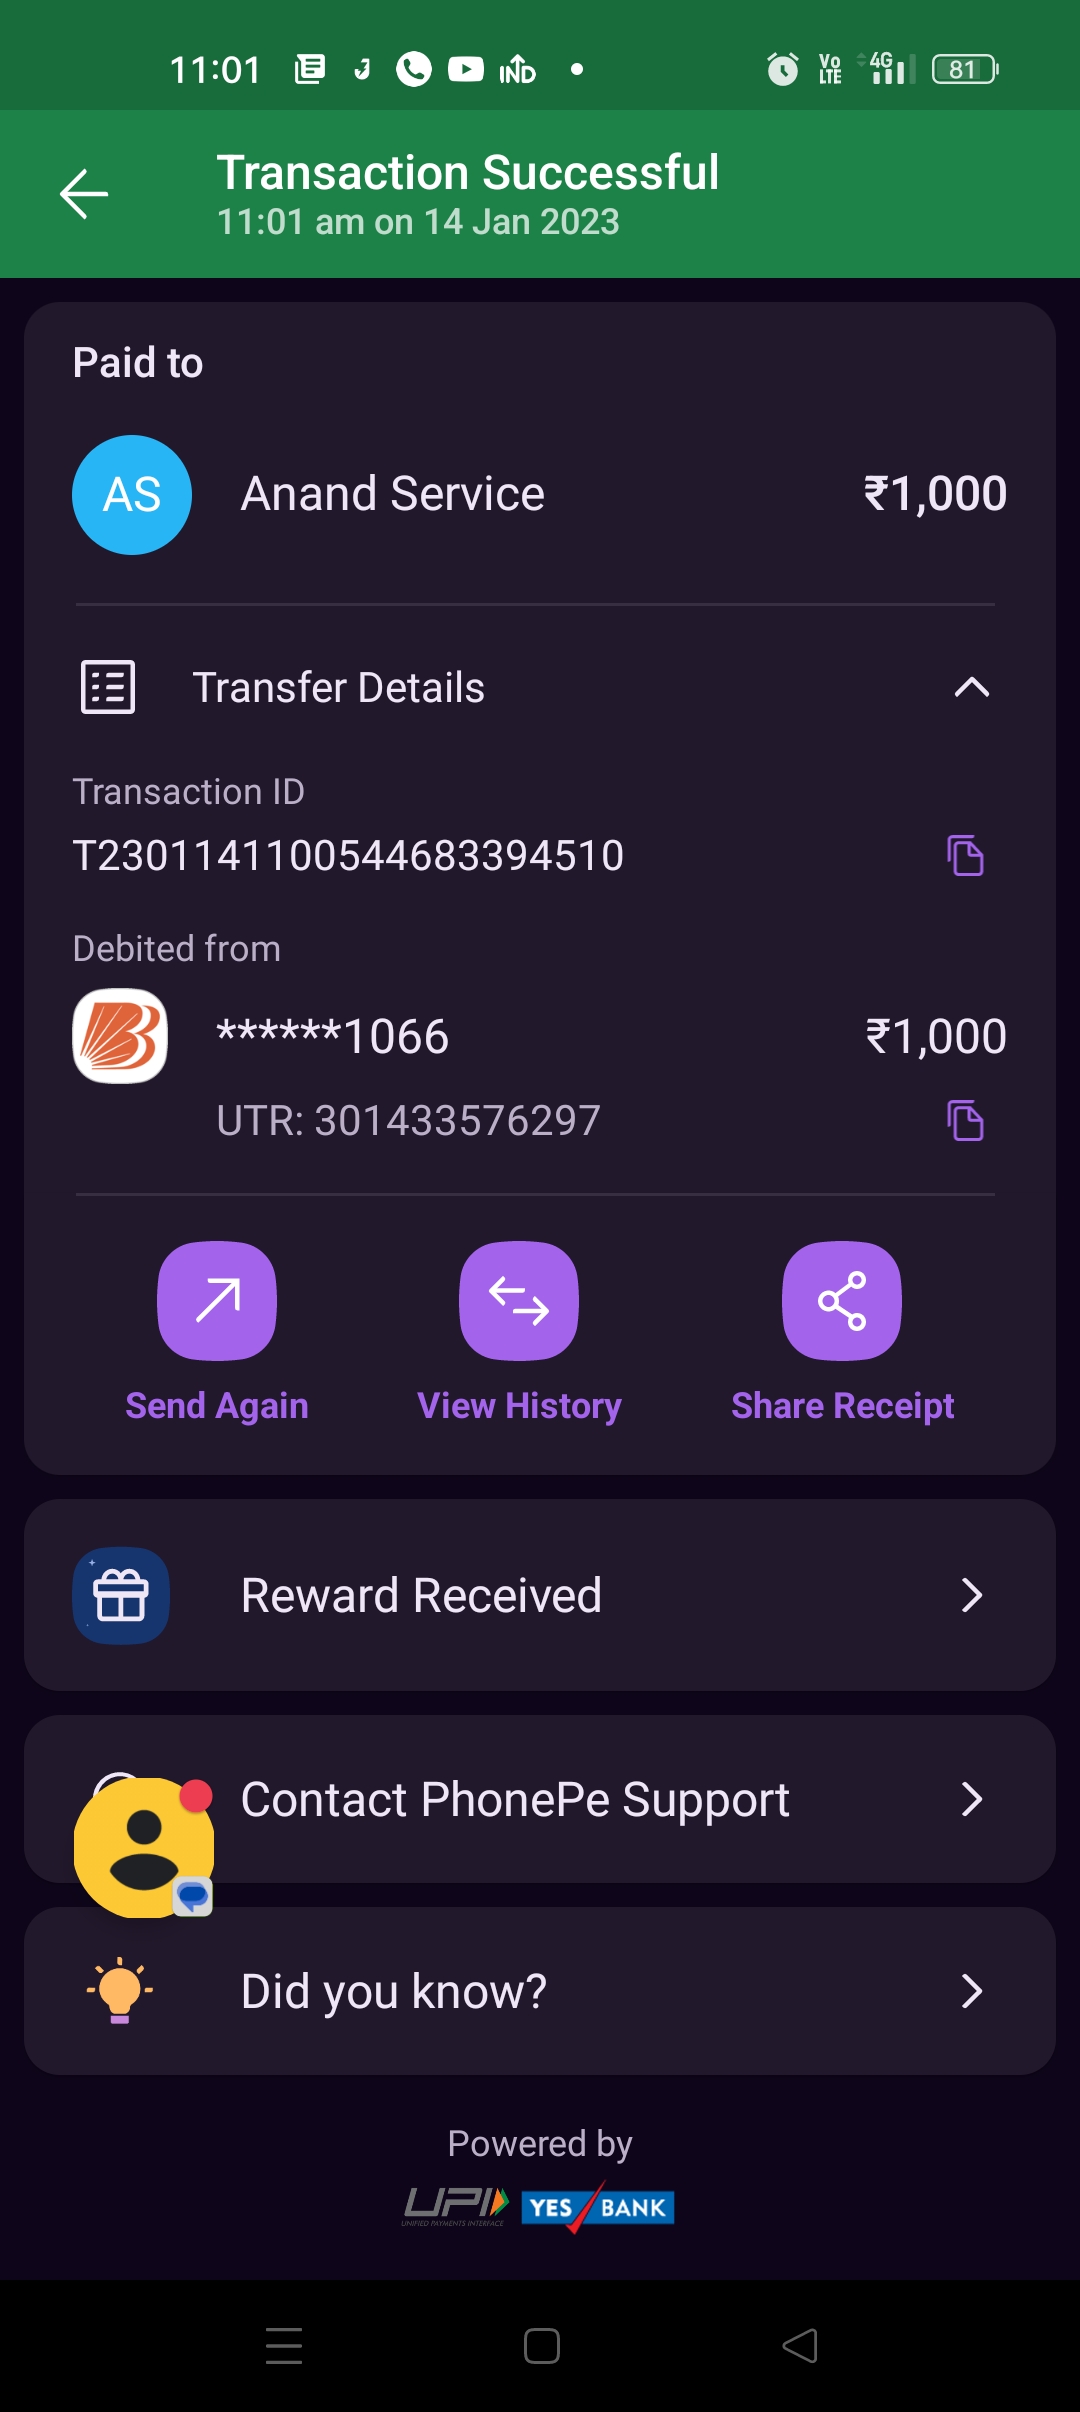 11:01
Vo
LTE
4G
81
IND
Transaction Successful
11:01 am on 14 Jan 2023
Paid to
AS
Anand Service
₹1,000
Transfer Details
Transaction ID
T2301141100544683394510
Debited from
******1066
₹1,000
UTR: 301433576297
Send Again
View History
Share Receipt
Reward Received
Contact PhonePe Support
Did you know?
Powered by
UPI
UNIFIED PAYMENTS INTERFACE
YES BANK